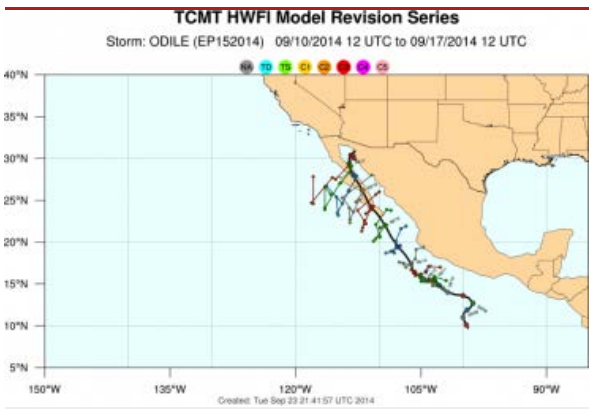 TCMT HWFI Model Revision Series
Storm: ODILE (EP152014) 09/10/2014 12 UTC to 09/17/2014 12 UTC
NA TD TS C1 C2 C3 C4 C5
40°N
35°N
30°N
25°N
20°N
15°N
10°N
5°N
150°W 135°W 120°W 105°W 90°W
Created: Tue Sep 23 21:41:57 UTC 2014